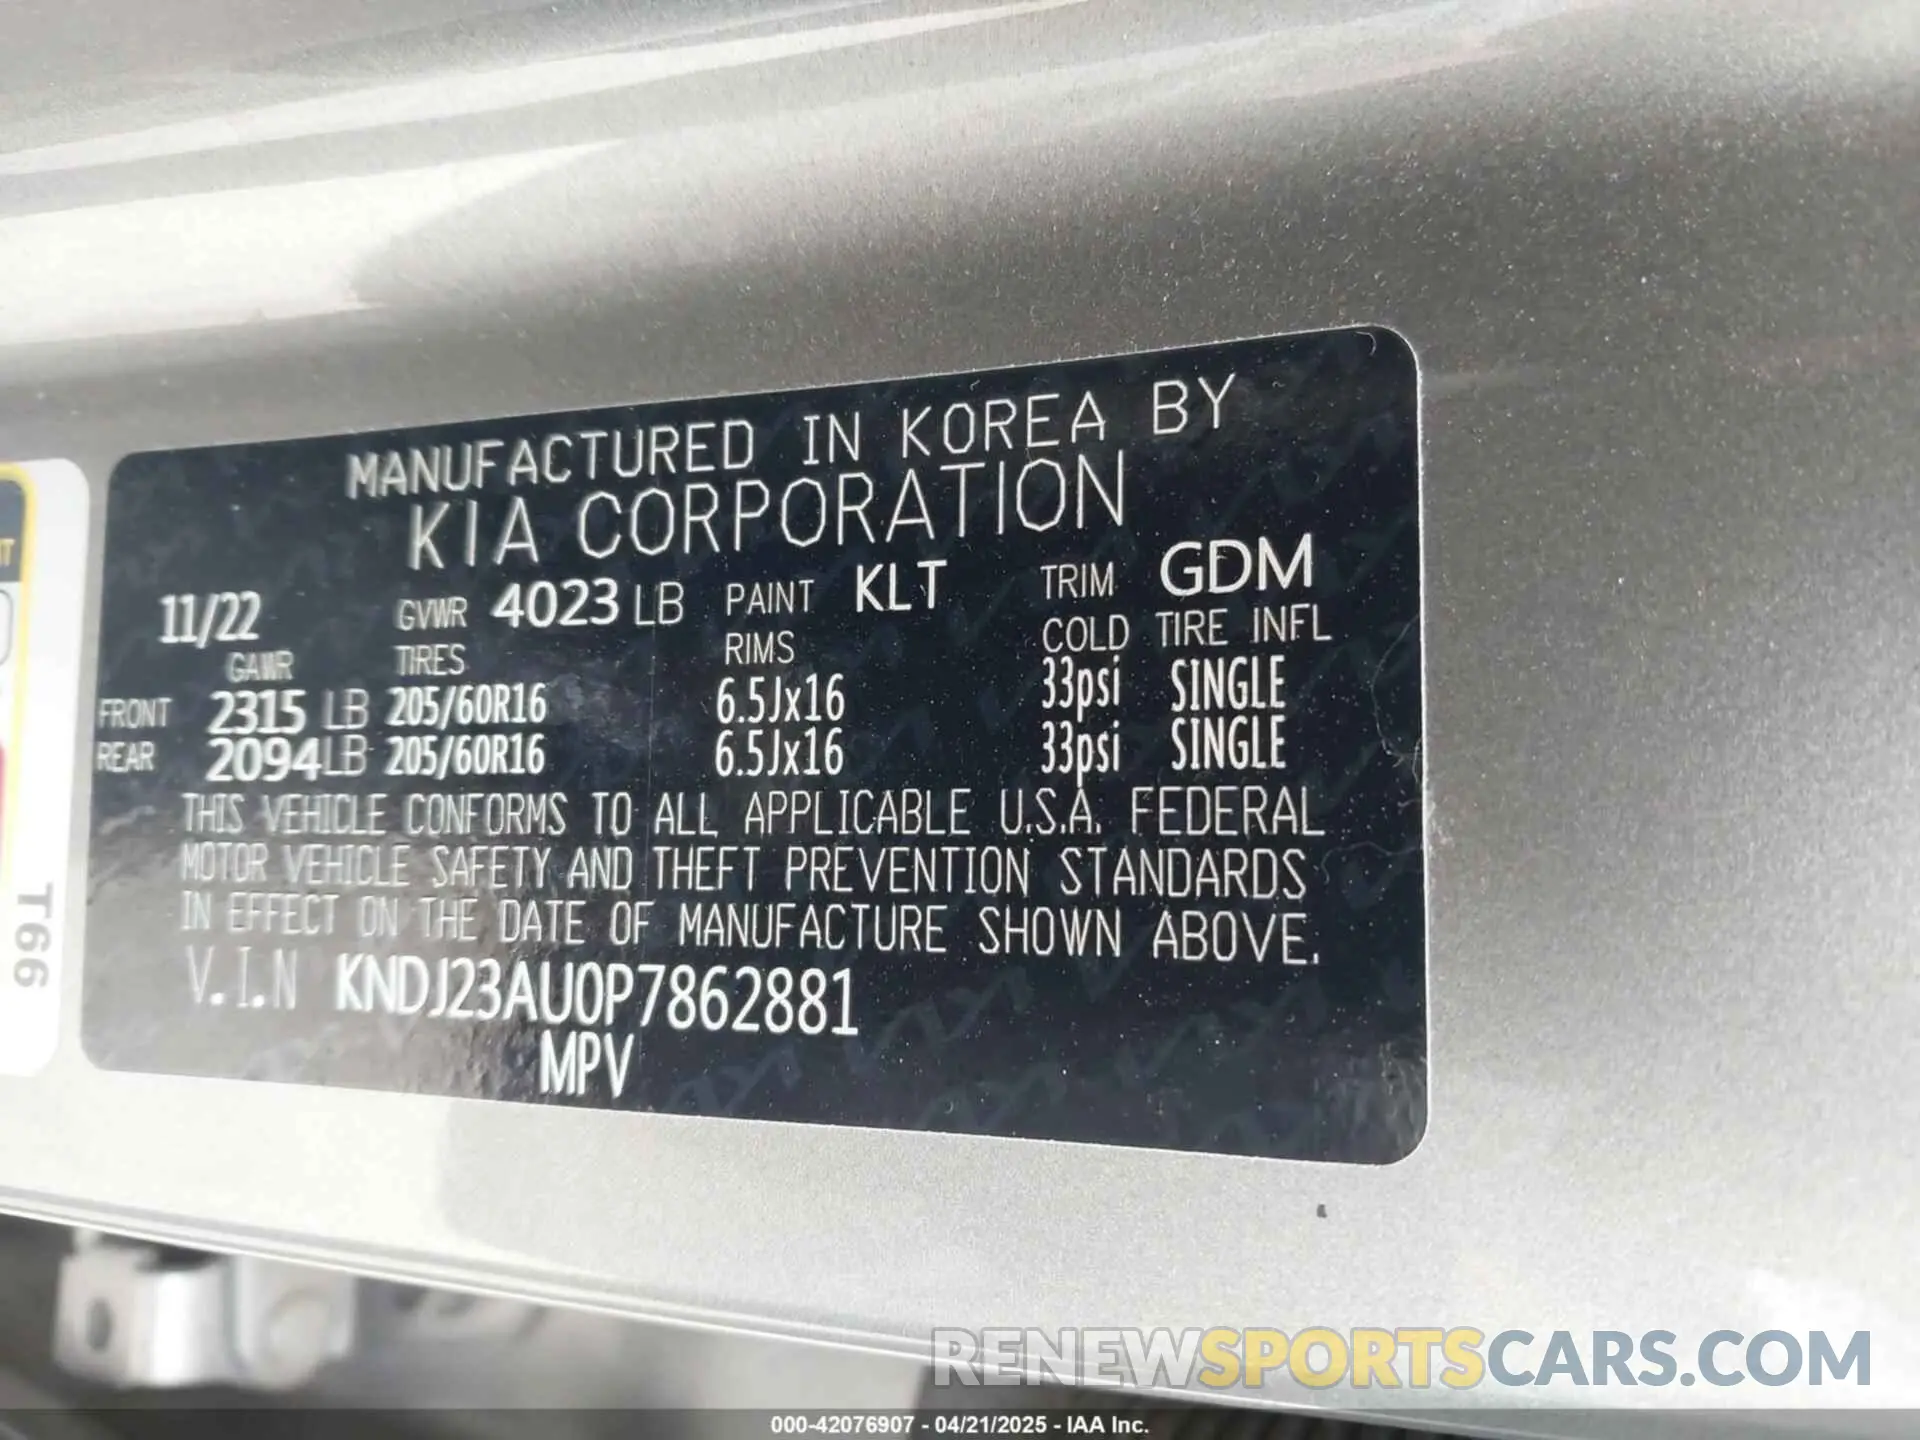 MANUFACTURED IN KOREA BY
KIA CORPORATION
11/22 GVWR 4023 LB PAINT KLT TRIM GDM
GAWR TIRES RIMS COLD TIRE INFL
FRONT 2315 LB 205/60R16 6.5Jx16 33psi SINGLE
REAR 2094LB 205/60R16 6.5Jx16 33psi SINGLE
THIS VEHICLE CONFORMS TO ALL APPLICABLE U.S.A. FEDERAL
MOTOR VEHICLE SAFETY AND THEFT PREVENTION STANDARDS
IN EFFECT ON THE DATE OF MANUFACTURE SHOWN ABOVE.
V.I.N KNDJ23AU0P7862881
MPV
T66
RENEWSPORTSCARS.COM
000-42076907 - 04/21/2025 - IAA Inc.